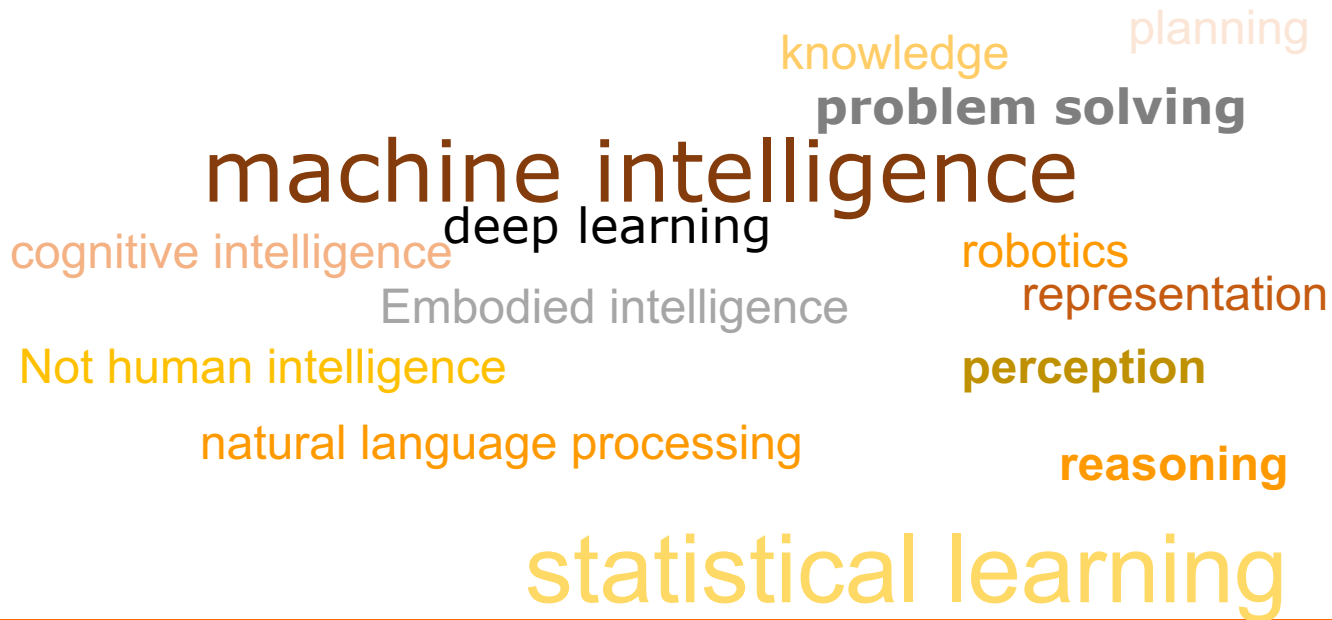 planning
knowledge
problem solving
machine intelligence
deep learning
cognitive intelligence
robotics
Embodied intelligence
representation
Not human intelligence
perception
natural language processing
reasoning
statistical learning